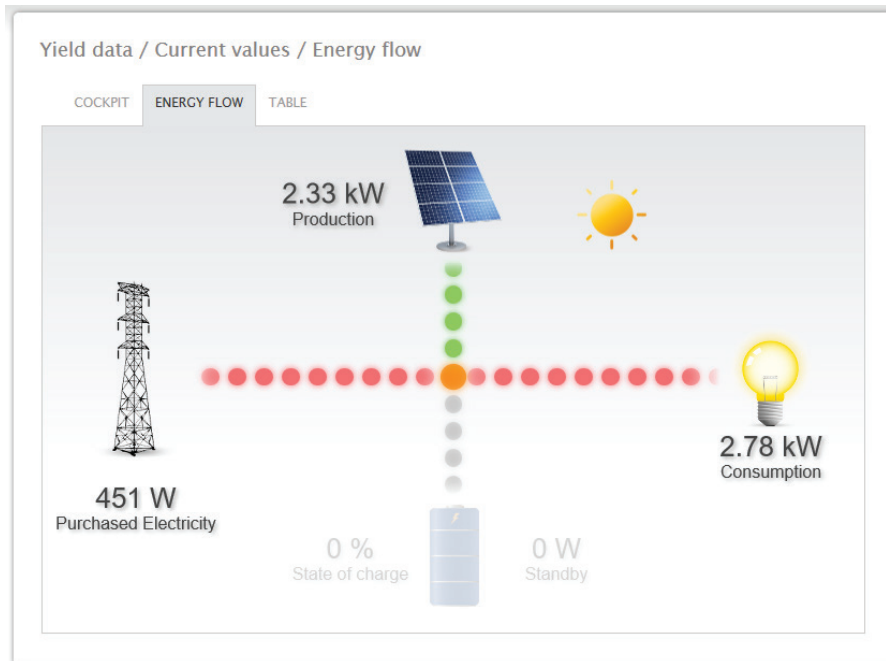 Yield data / Current values / Energy flow
COCKPIT ENERGY FLOW TABLE
2.33 kW
Production
2.78 kW
Consumption
451 W
Purchased Electricity
0 %
State of charge
0 W
Standby